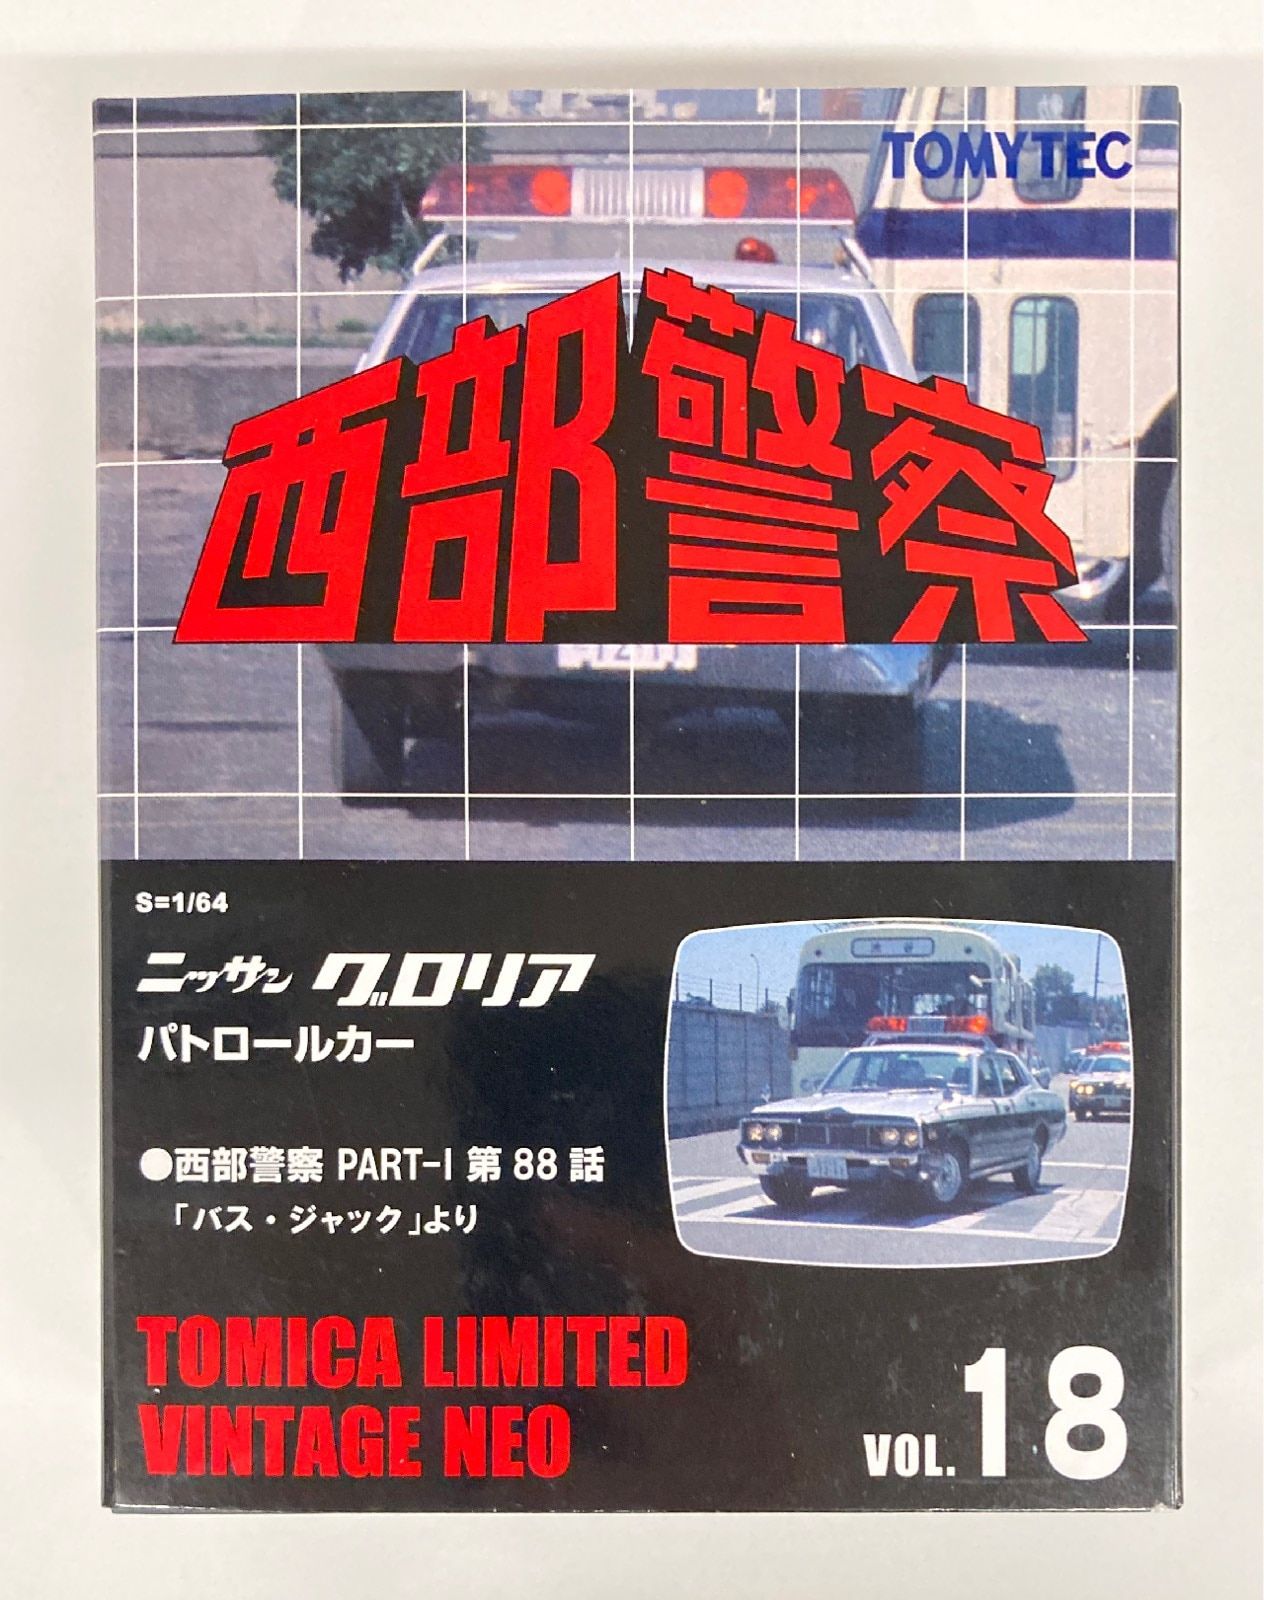 TOMYTEC
西部警察
S=1/64
ニッサン グロリア
パトロールカー
●西部警察 PART-I 第88話
「バス・ジャック」より
TOMICA LIMITED
VINTAGE NEO
VOL.18